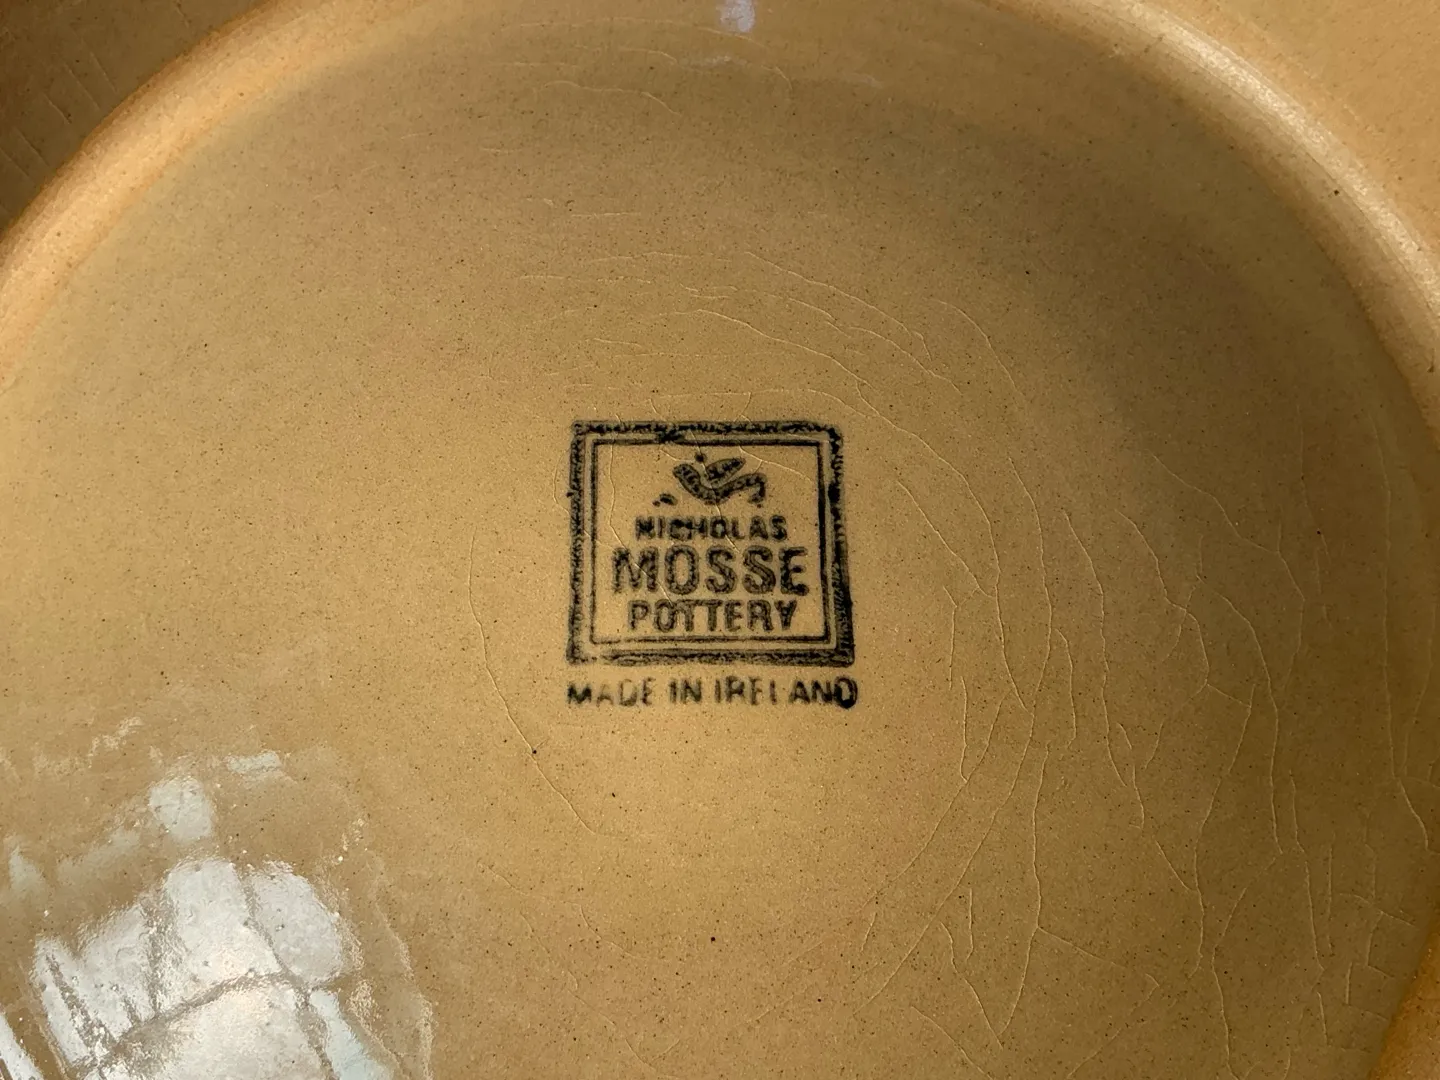 NICHOLAS
MOSSE
POTTERY
MADE IN IRELAND